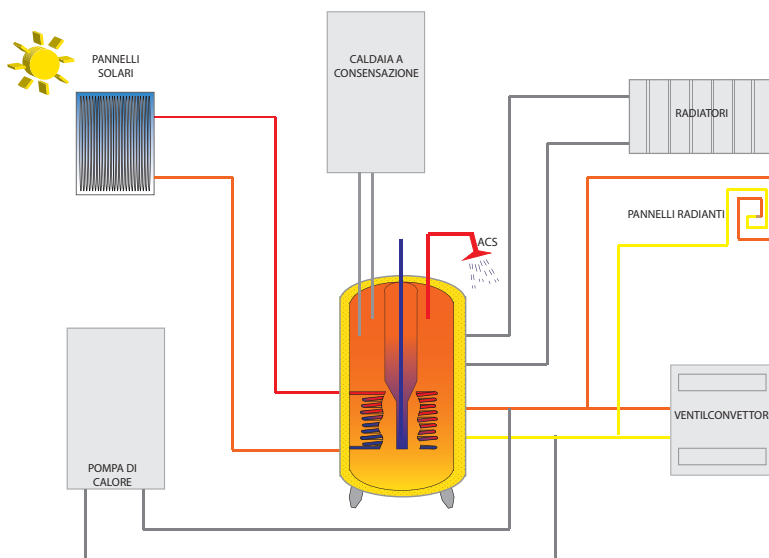 PANNELLI
SOLARI
CALDAIA A
CONSENSAZIONE
RADIATORI
PANNELLI RADIANTI
ACS
VENTILCONVETTOR
POMPA DI
CALORE